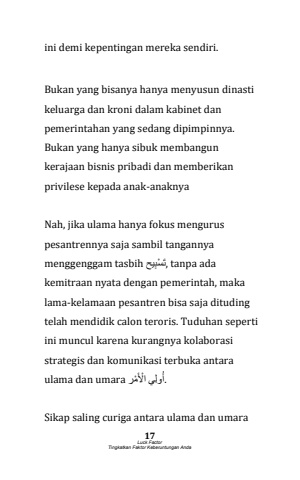 ini demi kepentingan mereka sendiri.
Bukan yang bisanya hanya menyusun dinasti
keluarga dan kroni dalam kabinet dan
pemerintahan yang sedang dipimpinnya.
Bukan yang hanya sibuk membangun
kerajaan bisnis pribadi dan memberikan
privilese kepada anak-anaknya
Nah, jika ulama hanya fokus mengurus
pesantrennya saja sambil tangannya
menggenggam tasbih تَسْبِيح, tanpa ada
kemitraan nyata dengan pemerintah, maka
lama-kelamaan pesantren bisa saja dituding
telah mendidik calon teroris. Tuduhan seperti
ini muncul karena kurangnya kolaborasi
strategis dan komunikasi terbuka antara
ulama dan umara أُولِي الْأَمْر.
Sikap saling curiga antara ulama dan umara
17
Luck Factor
Tingkatkan Faktor Keberuntungan Anda